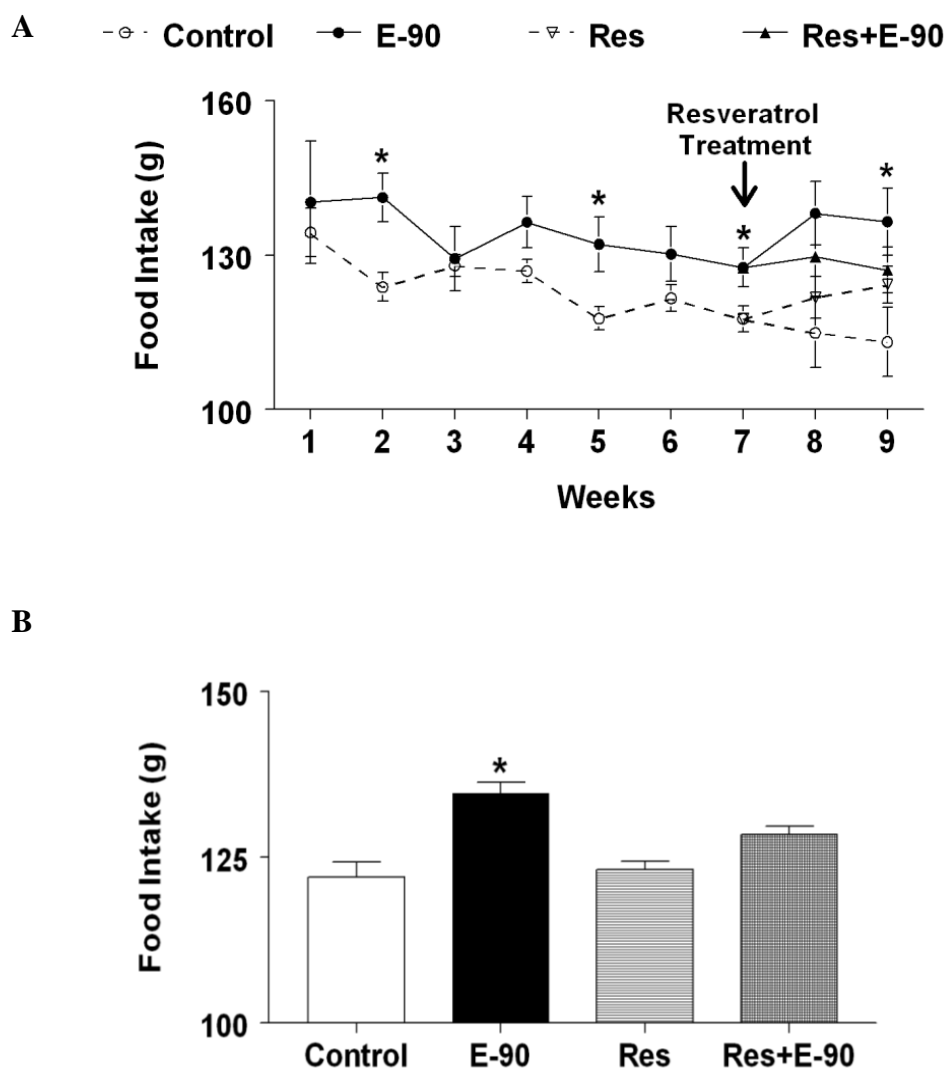 A
Control E-90 Res Res+E-90
160
Resveratrol
Treatment
* * * *
130
100
Food Intake (g)
1 2 3 4 5 6 7 8 9
Weeks
B
150
*
125
100
Food Intake (g)
Control E-90 Res Res+E-90